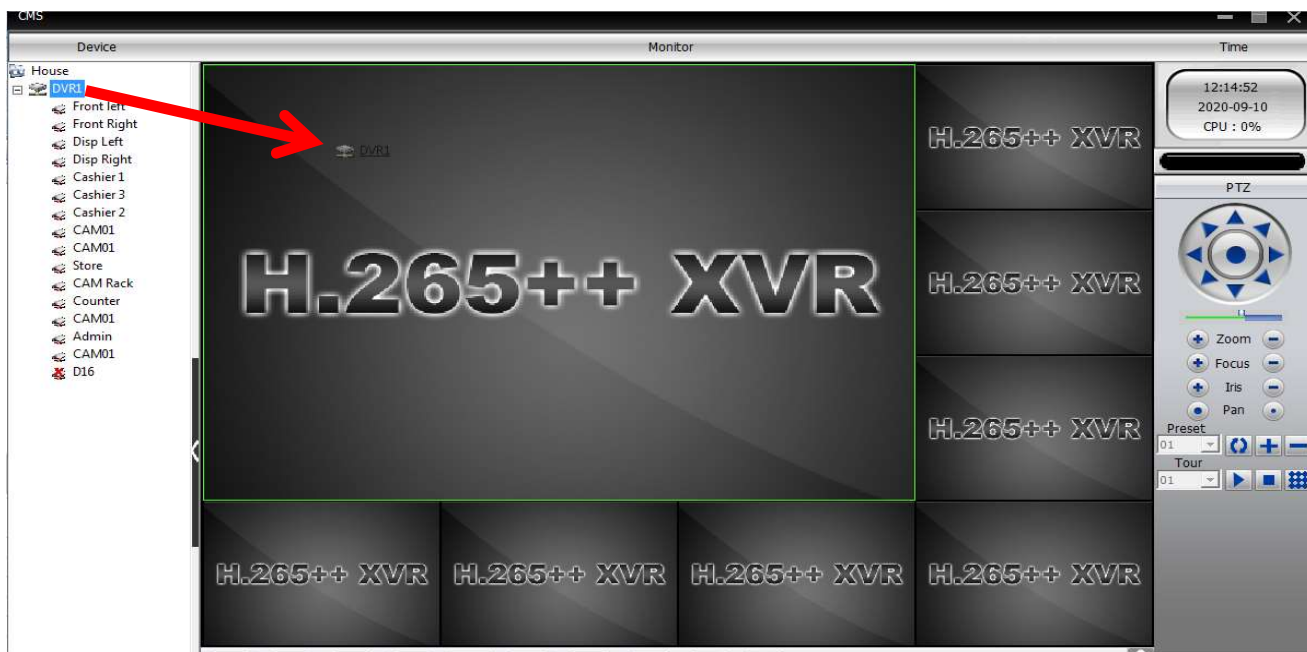 CMS
Device
Monitor
Time
House
DVR1
Front left
Front Right
Disp Left
Disp Right
Cashier 1
Cashier 3
Cashier 2
CAM01
CAM01
Store
CAM Rack
Counter
CAM01
Admin
CAM01
D16
DVR1
H.265++ XVR
H.265++ XVR
H.265++ XVR
H.265++ XVR
H.265++ XVR
H.265++ XVR
H.265++ XVR
H.265++ XVR
12:14:52
2020-09-10
CPU : 0%
PTZ
Zoom
Focus
Iris
Pan
Preset
01
Tour
01